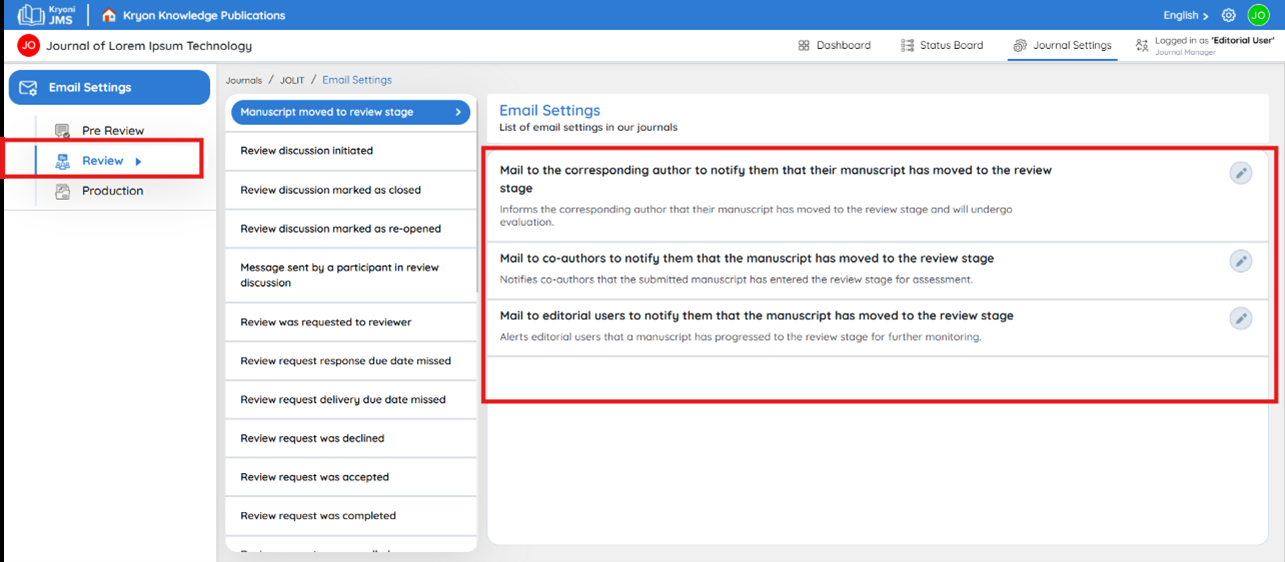 Kryoni
JMS
Kryon Knowledge Publications
English >
JO
JO
Journal of Lorem Ipsum Technology
Dashboard
Status Board
Journal Settings
Logged in as 'Editorial User'
Journal Manager
Email Settings
Pre Review
Review
Production
Journals / JOLIT / Email Settings
Manuscript moved to review stage >
Review discussion initiated
Review discussion marked as closed
Review discussion marked as re-opened
Message sent by a participant in review
discussion
Review was requested to reviewer
Review request response due date missed
Review request delivery due date missed
Review request was declined
Review request was accepted
Review request was completed
Email Settings
List of email settings in our journals
Mail to the corresponding author to notify them that their manuscript has moved to the review
stage
Informs the corresponding author that their manuscript has moved to the review stage and will undergo
evaluation.
Mail to co-authors to notify them that the manuscript has moved to the review stage
Notifies co-authors that the submitted manuscript has entered the review stage for assessment.
Mail to editorial users to notify them that the manuscript has moved to the review stage
Alerts editorial users that a manuscript has progressed to the review stage for further monitoring.